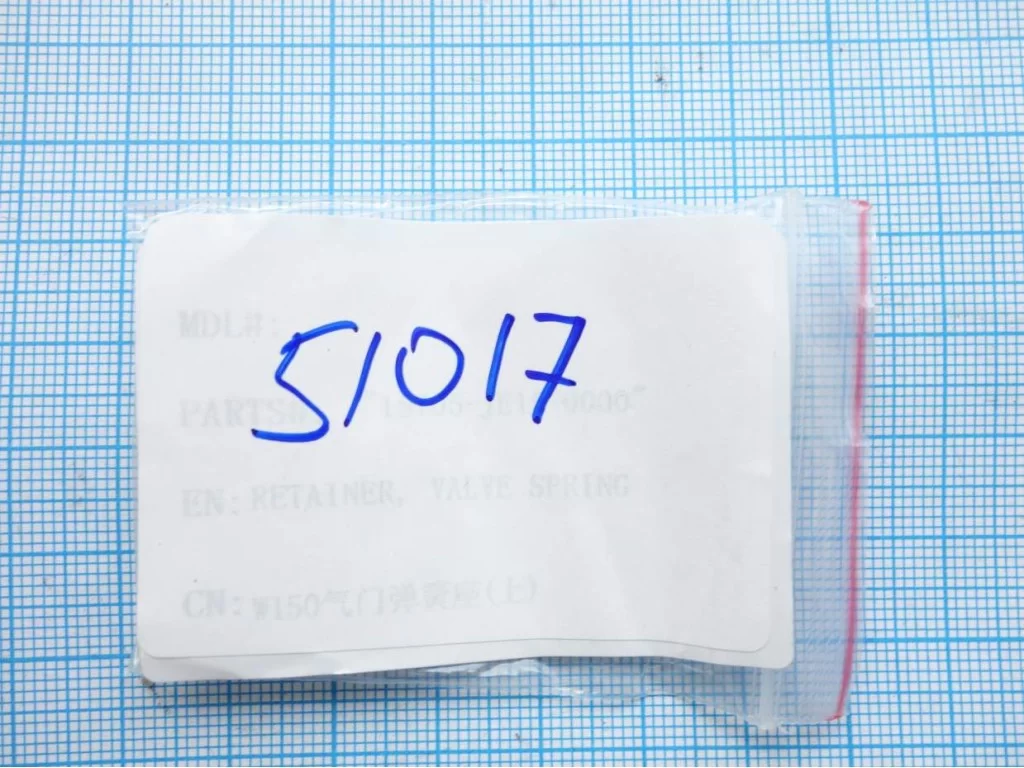 MDL#:
51017
PARTS#
EN: RETAINER, VALVE SPRING
CN: W150气门弹簧座(上)